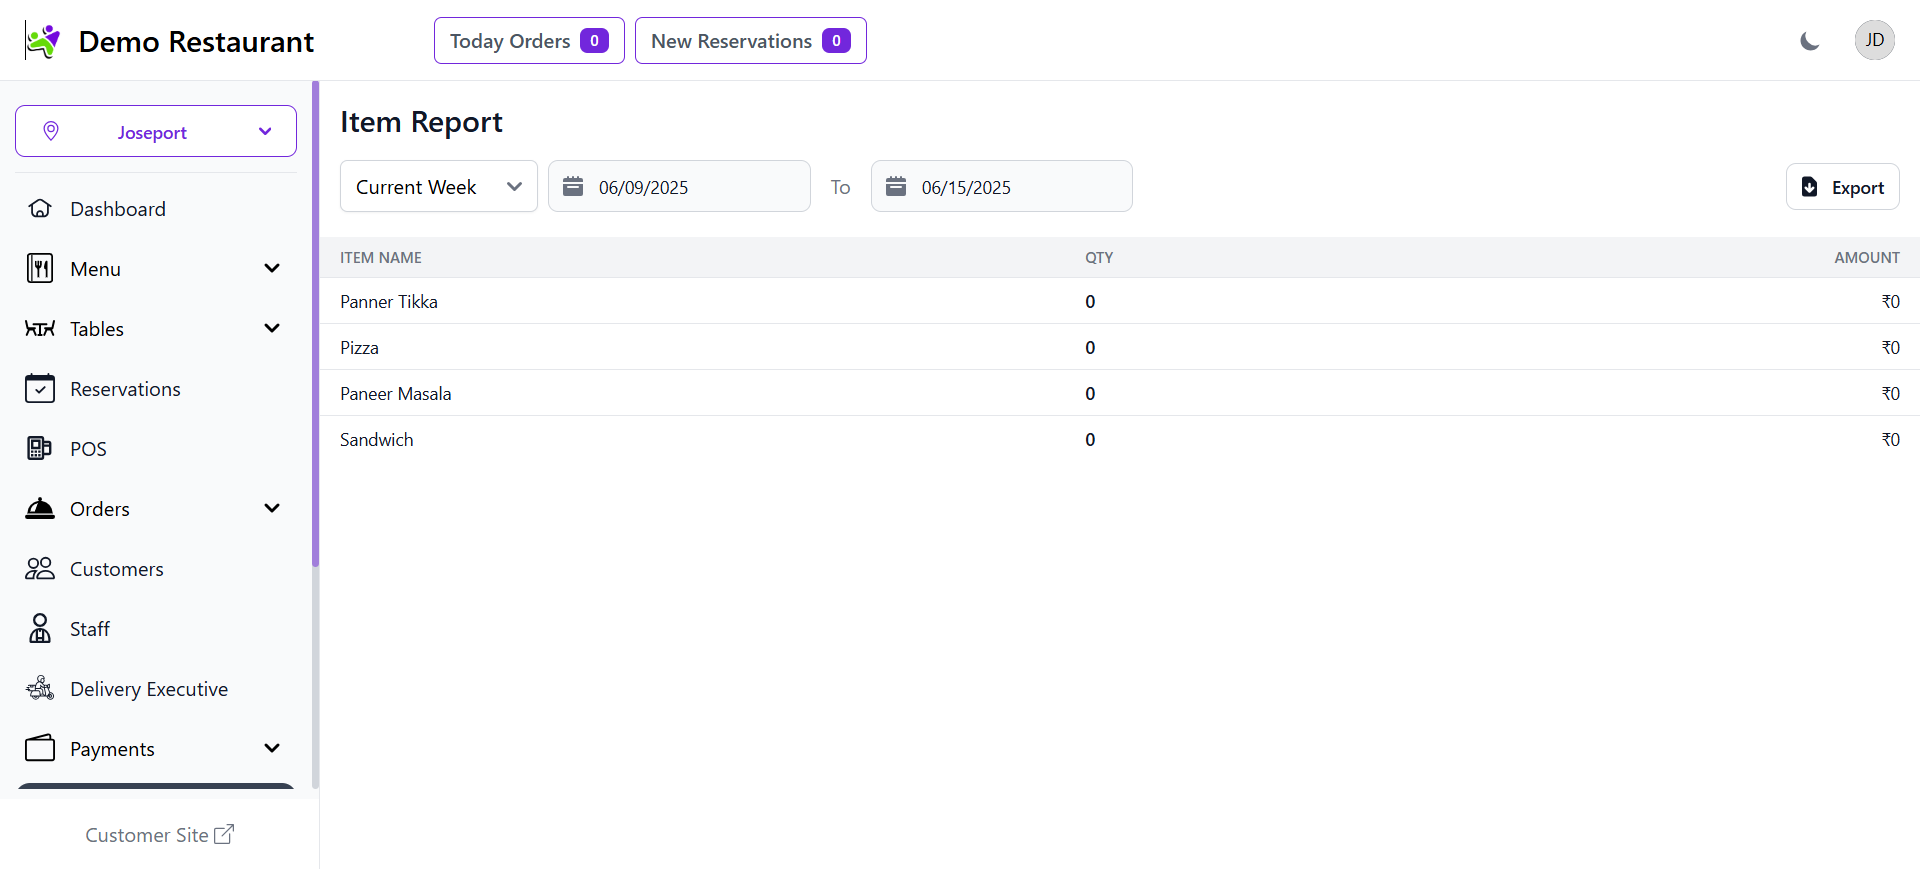 Demo Restaurant
Today Orders 0
New Reservations 0
JD
Joseport
Dashboard
Menu
Tables
Reservations
POS
Orders
Customers
Staff
Delivery Executive
Payments
Customer Site
Item Report
Current Week 06/09/2025 To 06/15/2025 Export
ITEM NAME QTY AMOUNT
Panner Tikka 0 ₹0
Pizza 0 ₹0
Paneer Masala 0 ₹0
Sandwich 0 ₹0